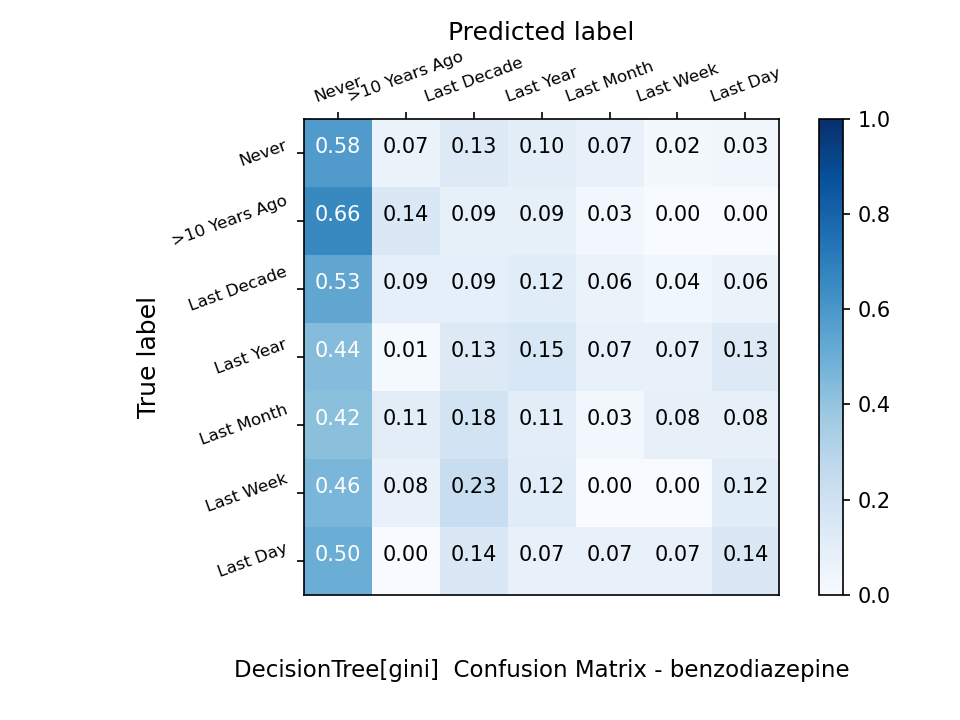 Predicted label
Never >10 Years Ago Last Decade Last Year Last Month Last Week Last Day
Never 0.58 0.07 0.13 0.10 0.07 0.02 0.03
>10 Years Ago 0.66 0.14 0.09 0.09 0.03 0.00 0.00
Last Decade 0.53 0.09 0.09 0.12 0.06 0.04 0.06
Last Year 0.44 0.01 0.13 0.15 0.07 0.07 0.13
Last Month 0.42 0.11 0.18 0.11 0.03 0.08 0.08
Last Week 0.46 0.08 0.23 0.12 0.00 0.00 0.12
Last Day 0.50 0.00 0.14 0.07 0.07 0.07 0.14
True label
1.0
0.8
0.6
0.4
0.2
0.0
DecisionTree[gini]  Confusion Matrix - benzodiazepine